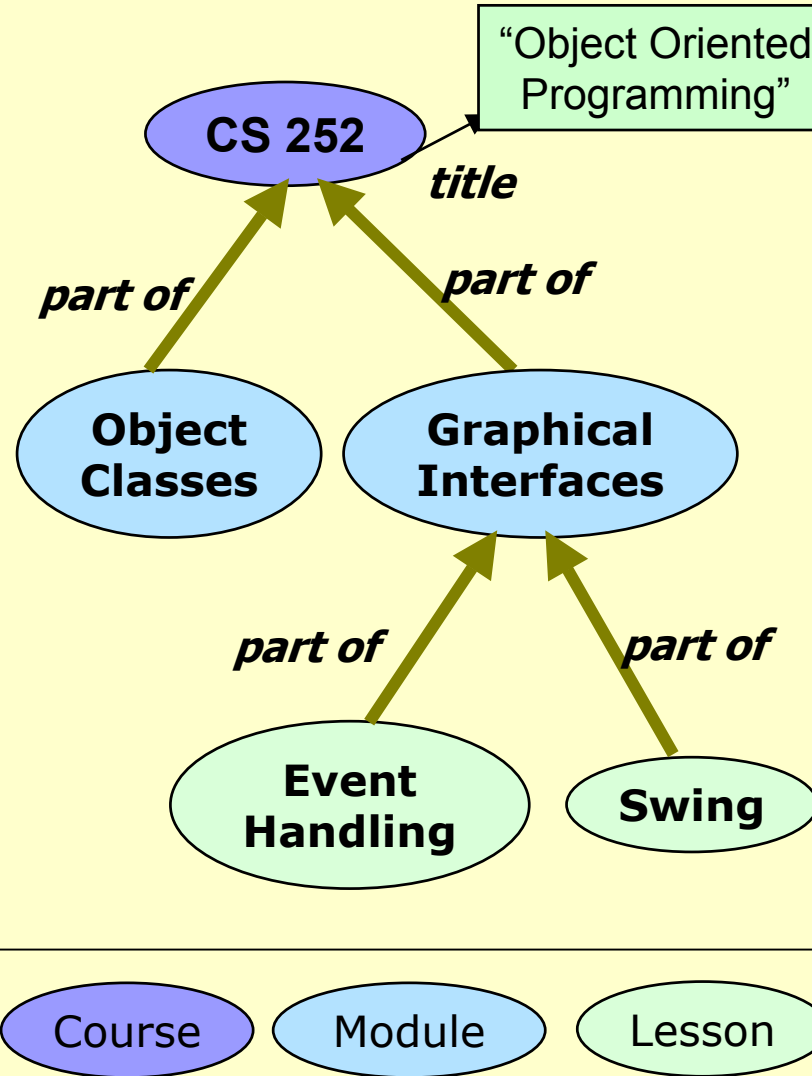 “Object Oriented
Programming”
CS 252
title
part of
part of
Object
Classes
Graphical
Interfaces
part of
part of
Event
Handling
Swing
Course
Module
Lesson